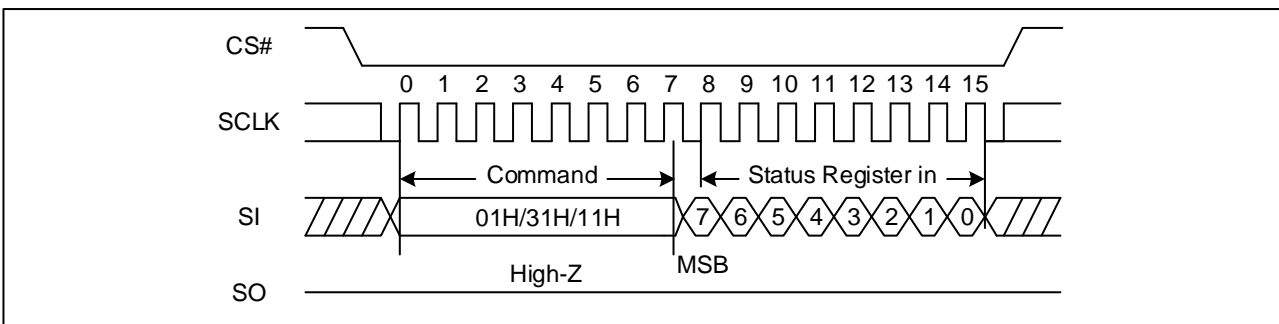 CS#
0 1 2 3 4 5 6 7 8 9 10 11 12 13 14 15
SCLK
Command Status Register in
SI 01H/31H/11H 7 6 5 4 3 2 1 0
High-Z MSB
SO